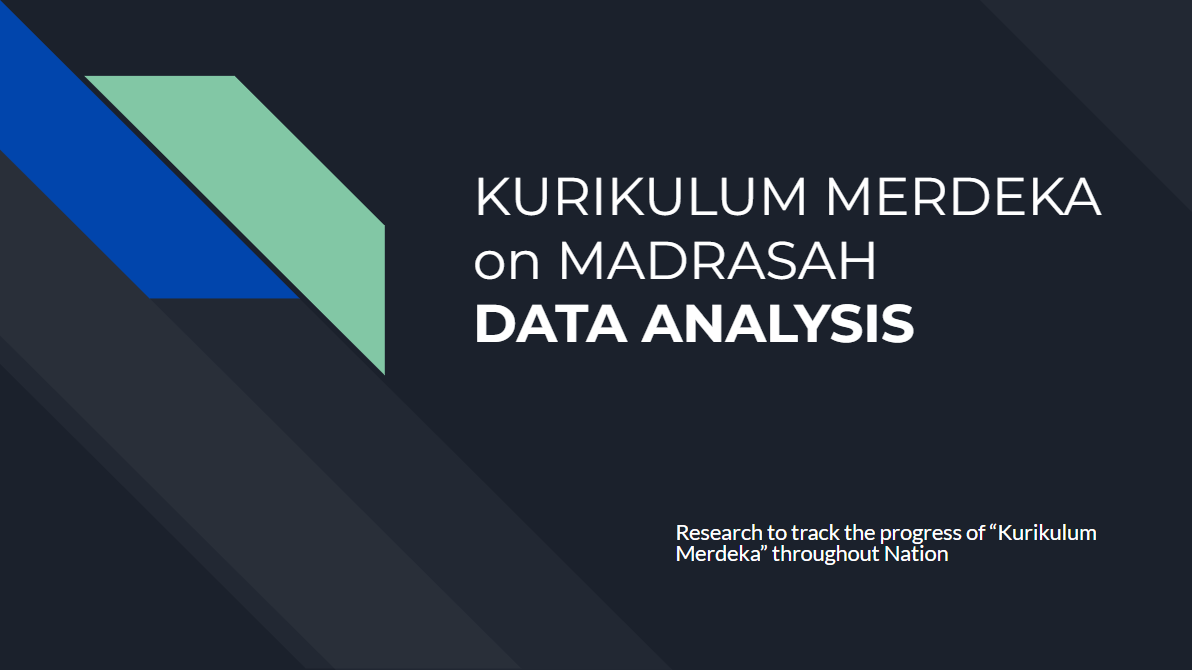 KURIKULUM MERDEKA
on MADRASAH
DATA ANALYSIS
Research to track the progress of “Kurikulum
Merdeka” throughout Nation